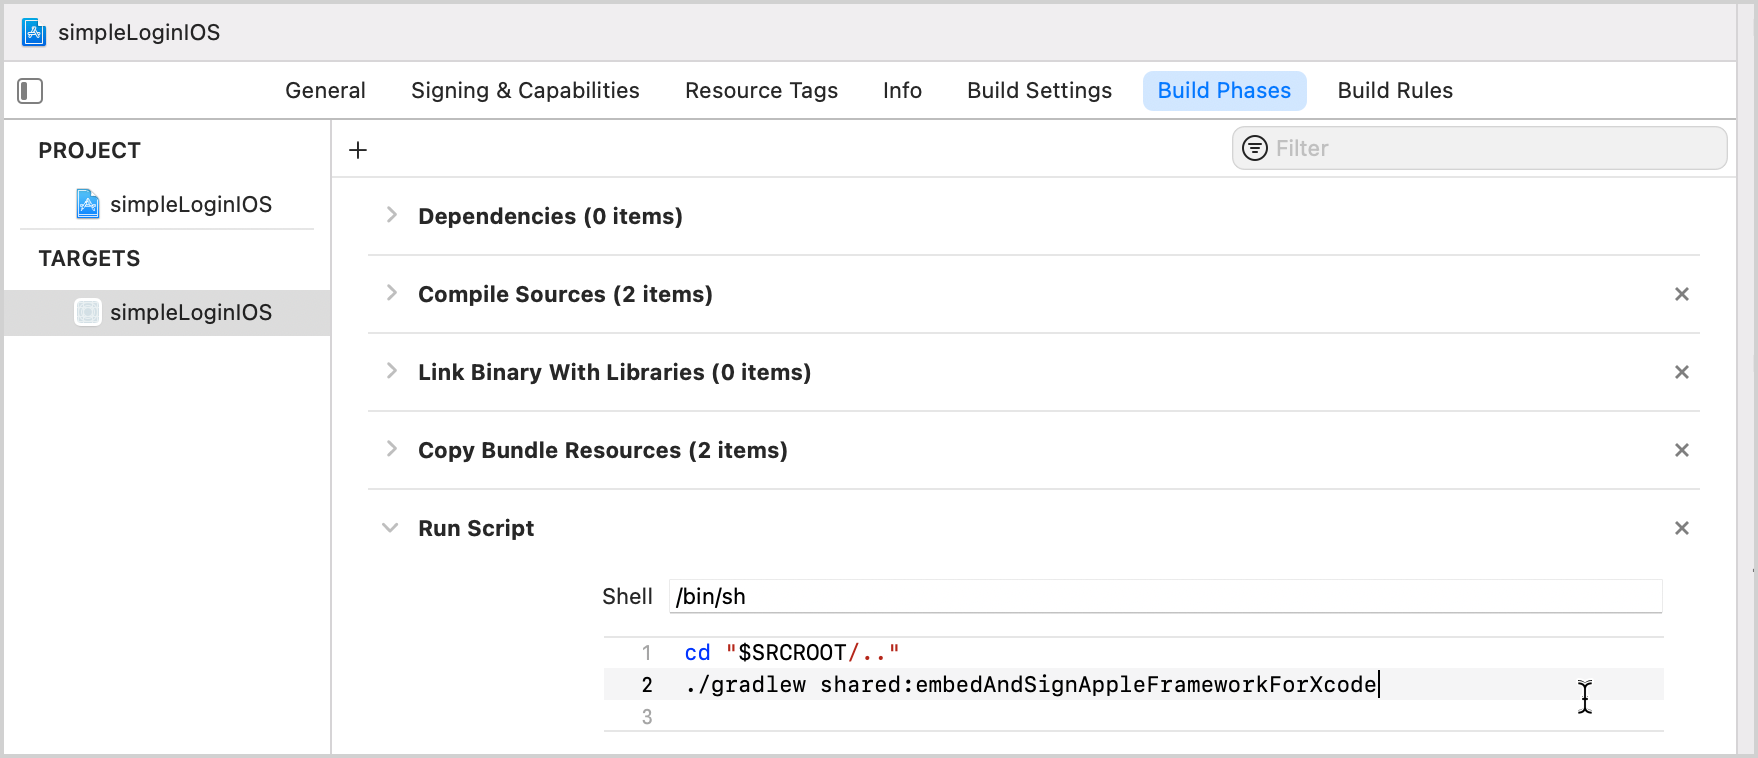 simpleLoginIOS
General Signing & Capabilities Resource Tags Info Build Settings Build Phases Build Rules
PROJECT
simpleLoginIOS
TARGETS
simpleLoginIOS
+ Filter
Dependencies (0 items)
Compile Sources (2 items) ×
Link Binary With Libraries (0 items) ×
Copy Bundle Resources (2 items) ×
Run Script ×
Shell /bin/sh
1 cd "$SRCROOT/.."
2 ./gradlew shared:embedAndSignAppleFrameworkForXcode
3